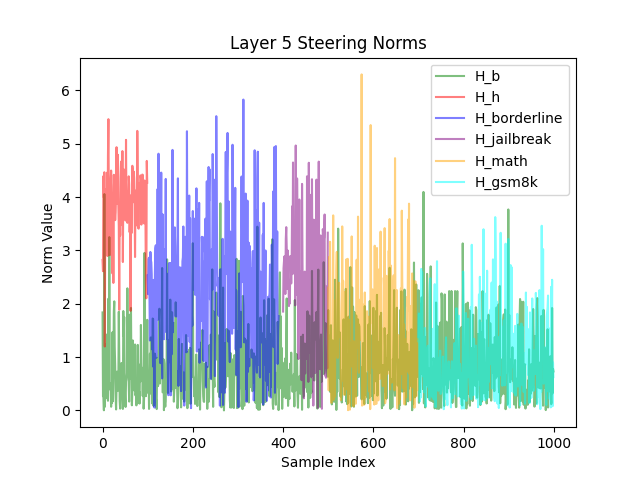 Layer 5 Steering Norms
Norm Value
6
5
4
3
2
1
0
H_b
H_h
H_borderline
H_jailbreak
H_math
H_gsm8k
0
200
400
600
800
1000
Sample Index